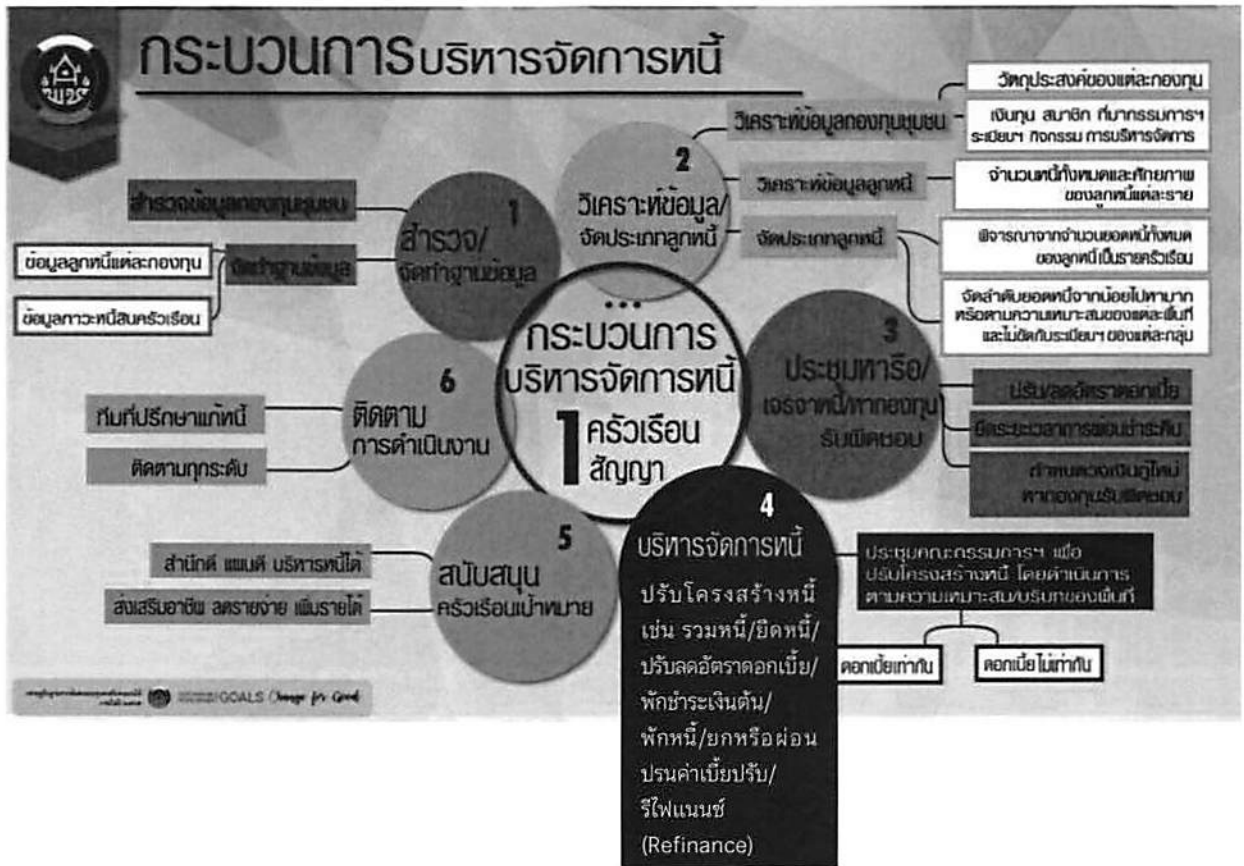 กระบวนการบริหารจัดการหนี้
พช
1
สำรวจ/
จัดทำฐานข้อมูล
สำรวจข้อมูลกองทุนชุมชน
จัดทำฐานข้อมูล
ข้อมูลลูกหนี้แต่ละกองทุน
ข้อมูลภาวะหนี้สินครัวเรือน
2
วิเคราะห์ข้อมูล/
จัดประเภทลูกหนี้
วิเคราะห์ข้อมูลกองทุนชุมชน
วัตถุประสงค์ของแต่ละกองทุน
เงินทุน สมาชิก ที่มากรรมการฯ
ระเบียบฯ กิจกรรม การบริหารจัดการ
วิเคราะห์ข้อมูลลูกหนี้
จำนวนหนี้ทั้งหมดและศักยภาพ
ของลูกหนี้แต่ละราย
จัดประเภทลูกหนี้
พิจารณาจากจำนวนยอดหนี้ทั้งหมด
ของลูกหนี้เป็นรายครัวเรือน
จัดลำดับยอดหนี้จากน้อยไปหามาก
หรือตามความเหมาะสมของแต่ละพื้นที่
และไม่ขัดกับระเบียบฯ ของแต่ละกลุ่ม
กระบวนการ
บริหารจัดการหนี้
1 ครัวเรือน
สัญญา
3
ประชุมหารือ/
เจรจาหนี้/หากองทุน
รับผิดชอบ
ปรับ/ลดอัตราดอกเบี้ย
ยืดระยะเวลาการผ่อนชำระคืน
กำหนดวงเงินกู้ใหม่
หากองทุนรับผิดชอบ
4
บริหารจัดการหนี้
ปรับโครงสร้างหนี้
เช่น รวมหนี้/ยืดหนี้/
ปรับลดอัตราดอกเบี้ย/
พักชำระเงินต้น/
พักหนี้/ยกหรือผ่อน
ปรนค่าเบี้ยปรับ/
รีไฟแนนซ์
(Refinance)
ประชุมคณะกรรมการฯ เพื่อ
ปรับโครงสร้างหนี้ โดยดำเนินการ
ตามความเหมาะสม/บริบทของพื้นที่
ดอกเบี้ยเท่ากัน
ดอกเบี้ยไม่เท่ากัน
5
สนับสนุน
ครัวเรือนเป้าหมาย
สำนึกดี แผนดี บริหารหนี้ได้
ส่งเสริมอาชีพ ลดรายจ่าย เพิ่มรายได้
6
ติดตาม
การดำเนินงาน
ทีมที่ปรึกษาแก้หนี้
ติดตามทุกระดับ
GOALS Change for Good